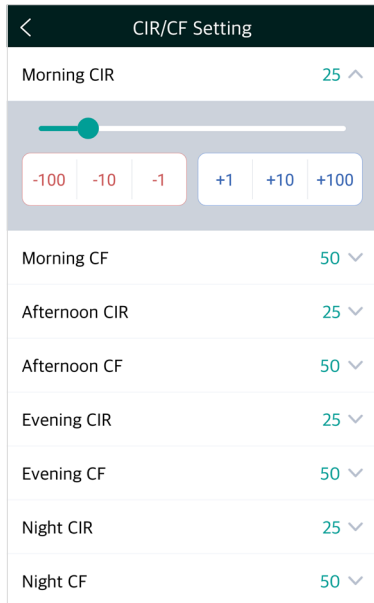 CIR/CF Setting
Morning CIR 25
-100 -10 -1 +1 +10 +100
Morning CF 50
Afternoon CIR 25
Afternoon CF 50
Evening CIR 25
Evening CF 50
Night CIR 25
Night CF 50